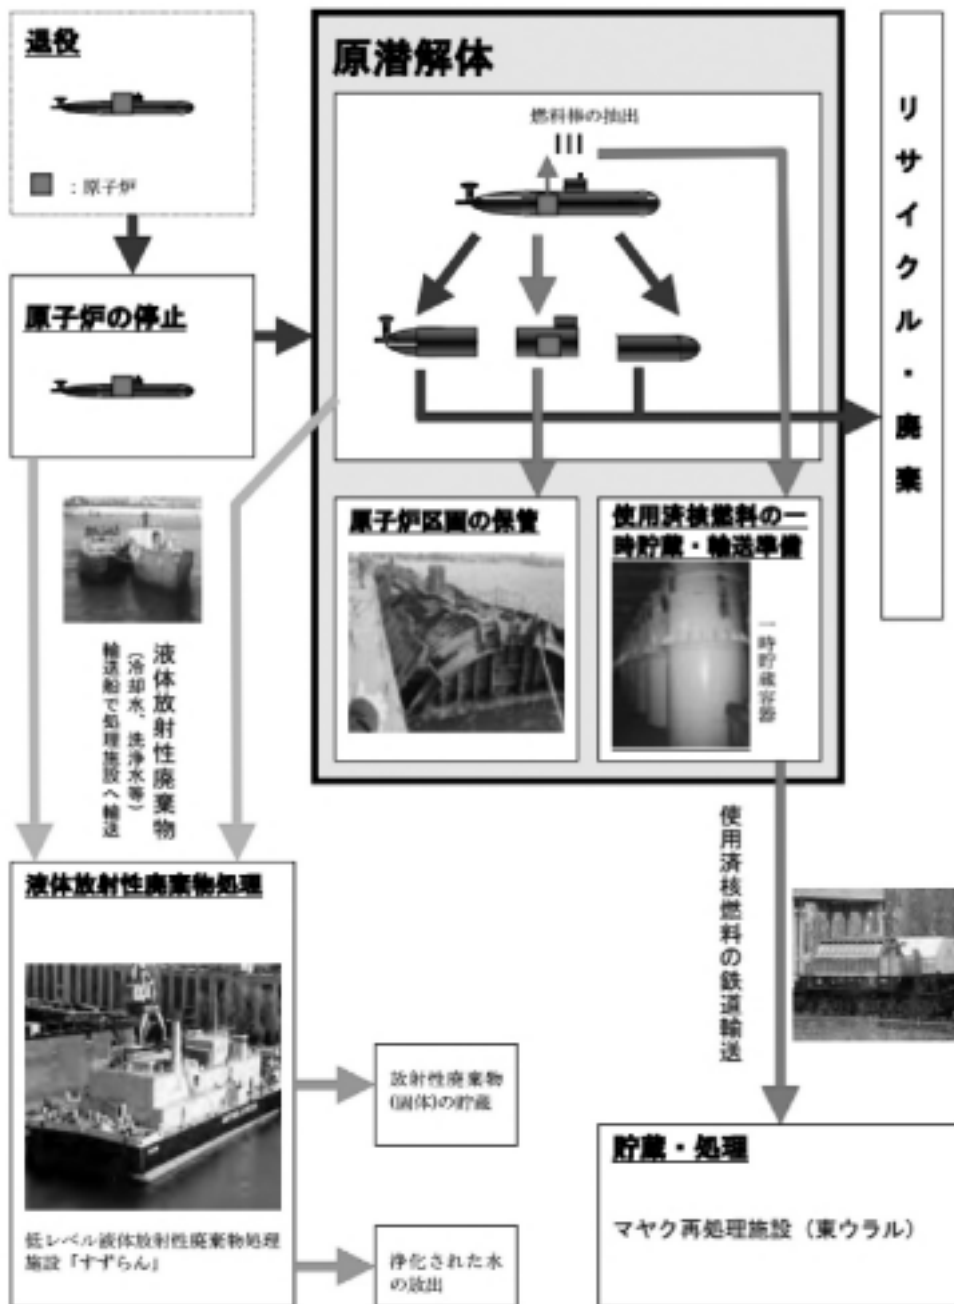 退役
：原子炉
原子炉の停止
原潜解体
燃料棒の抽出
リサイクル・廃棄
原子炉区画の保管
使用済核燃料の一
時貯蔵・輸送準備
一時貯蔵容器
液体放射性廃棄物
（冷却水、洗浄水等）
輸送船で処理施設へ輸送
液体放射性廃棄物処理
低レベル液体放射性廃棄物処理
施設「すずらん」
放射性廃棄物
(固体)の貯蔵
浄化された水
の放出
使用済核燃料の鉄道輸送
貯蔵・処理
マヤク再処理施設（東ウラル）